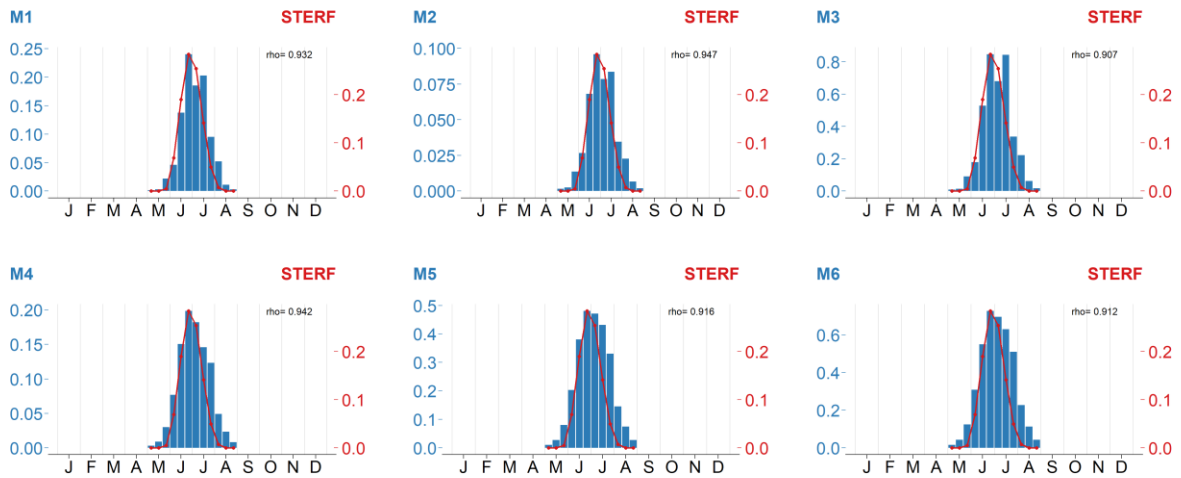 M1 STERF
0.25
0.20
0.15
0.10
0.05
0.00
rho= 0.932
0.2
0.1
0.0
J F M A M J J A S O N D
M2 STERF
0.100
0.075
0.050
0.025
0.000
rho= 0.947
0.2
0.1
0.0
J F M A M J J A S O N D
M3 STERF
0.8
0.6
0.4
0.2
0.0
rho= 0.907
0.2
0.1
0.0
J F M A M J J A S O N D
M4 STERF
0.20
0.15
0.10
0.05
0.00
rho= 0.942
0.2
0.1
0.0
J F M A M J J A S O N D
M5 STERF
0.5
0.4
0.3
0.2
0.1
0.0
rho= 0.916
0.2
0.1
0.0
J F M A M J J A S O N D
M6 STERF
0.6
0.4
0.2
0.0
rho= 0.912
0.2
0.1
0.0
J F M A M J J A S O N D